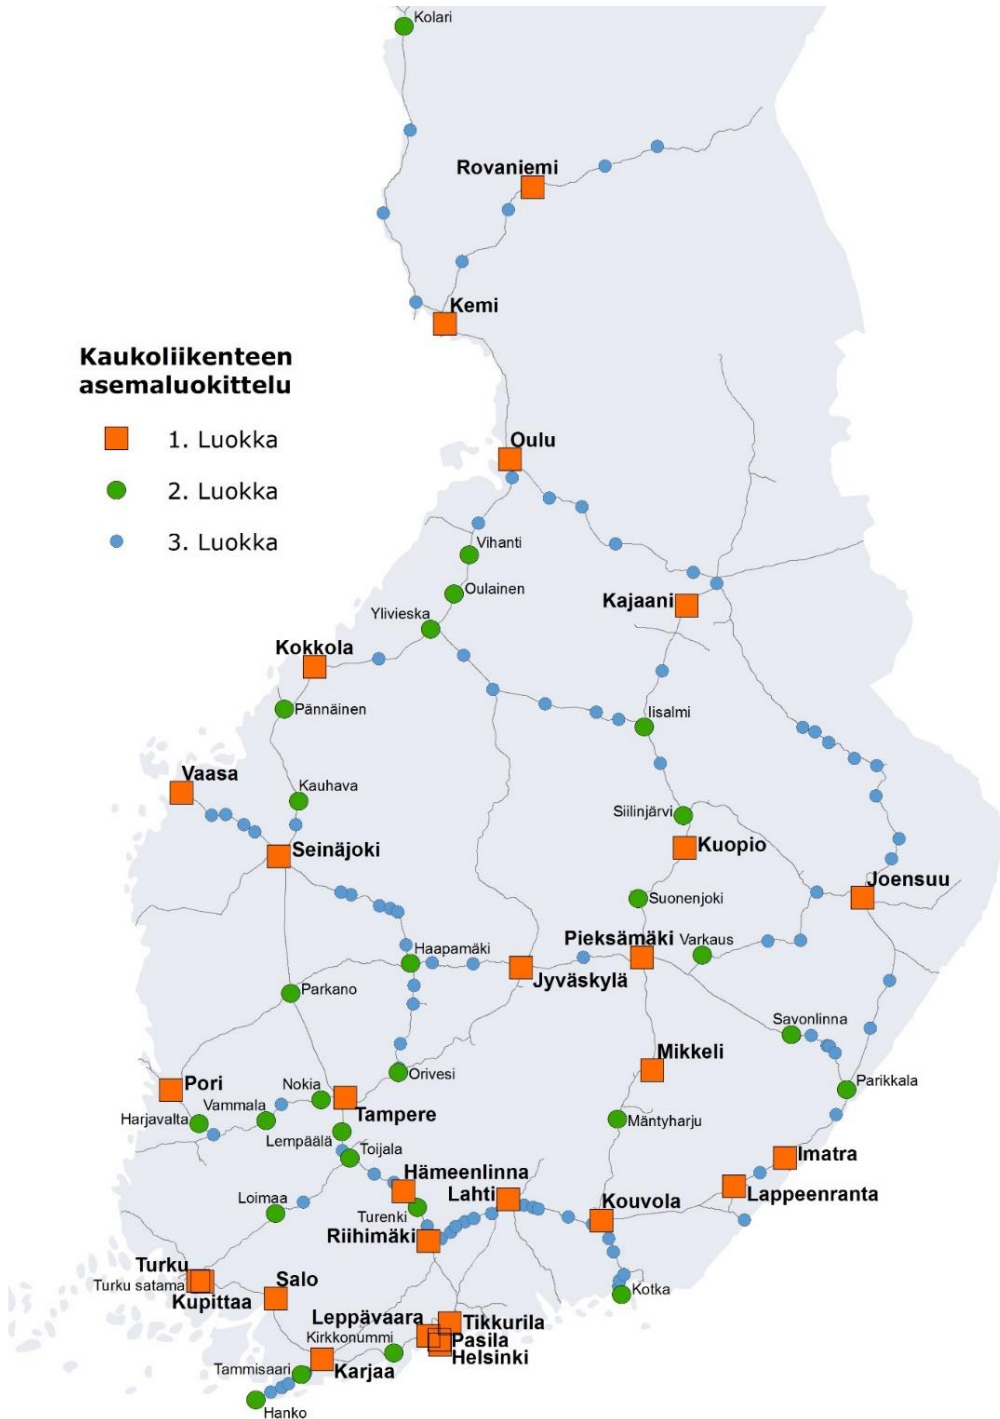 Kolari
Rovaniemi
Kemi
Kaukoliikenteen
asemaluokittelu
1. Luokka
2. Luokka
3. Luokka
Oulu
Vihanti
Oulainen
Kajaani
Ylivieska
Kokkola
Pännäinen
Iisalmi
Vaasa
Kauhava
Siilinjärvi
Seinäjoki
Kuopio
Joensuu
Suonenjoki
Pieksämäki
Varkaus
Haapamäki
Jyväskylä
Parkano
Savonlinna
Mikkeli
Orivesi
Parikkala
Pori
Nokia
Vammala
Harjavalta
Tampere
Mäntyharju
Lempäälä
Toijala
Imatra
Hämeenlinna
Lahti
Kouvola
Lappeenranta
Loimaa
Turenki
Riihimäki
Turku
Turku satama
Kupittaa
Salo
Kotka
Leppävaara
Tikkurila
Kirkkonummi
Pasila
Helsinki
Karjaa
Tammisaari
Hanko